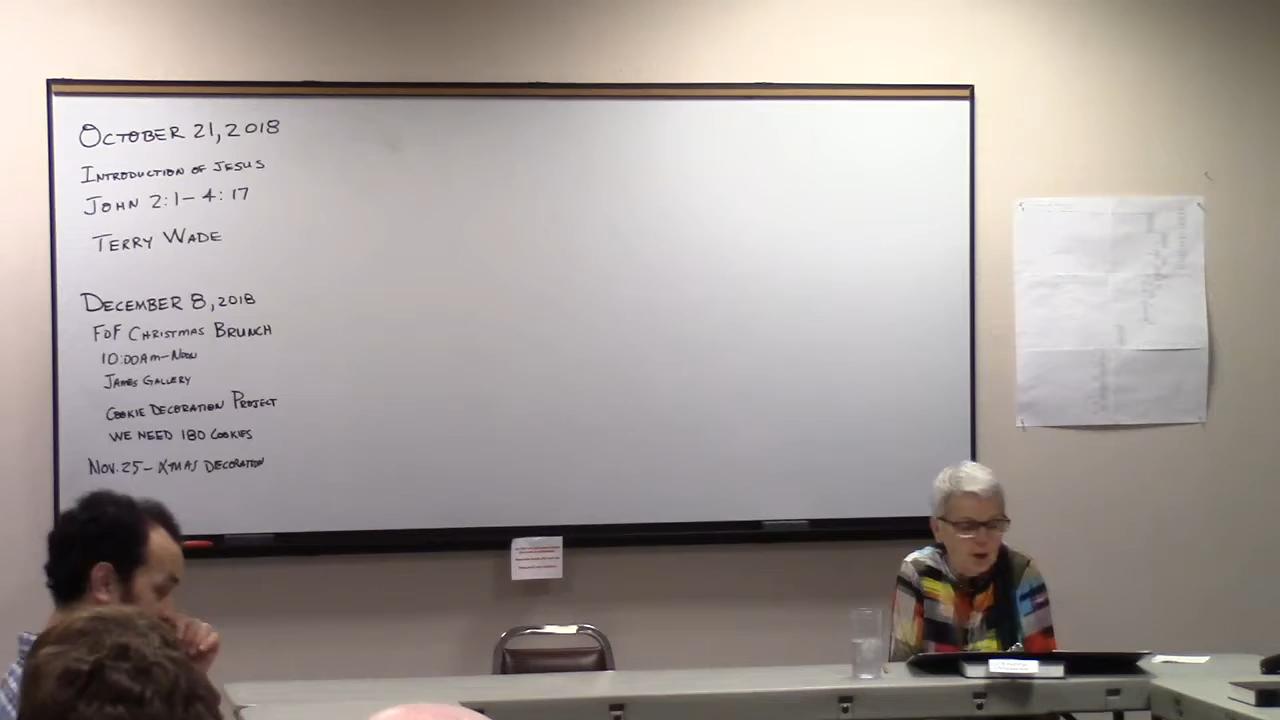 OCTOBER 21, 2018
INTRODUCTION OF JESUS
JOHN 2:1-4:17
TERRY WADE
DECEMBER 8, 2018
FOF CHRISTMAS BRUNCH
10:00AM-NOON
JAMES GALLERY
COOKIE DECORATION PROJECT
WE NEED 180 COOKIES
NOV. 25- XMAS DECORATION